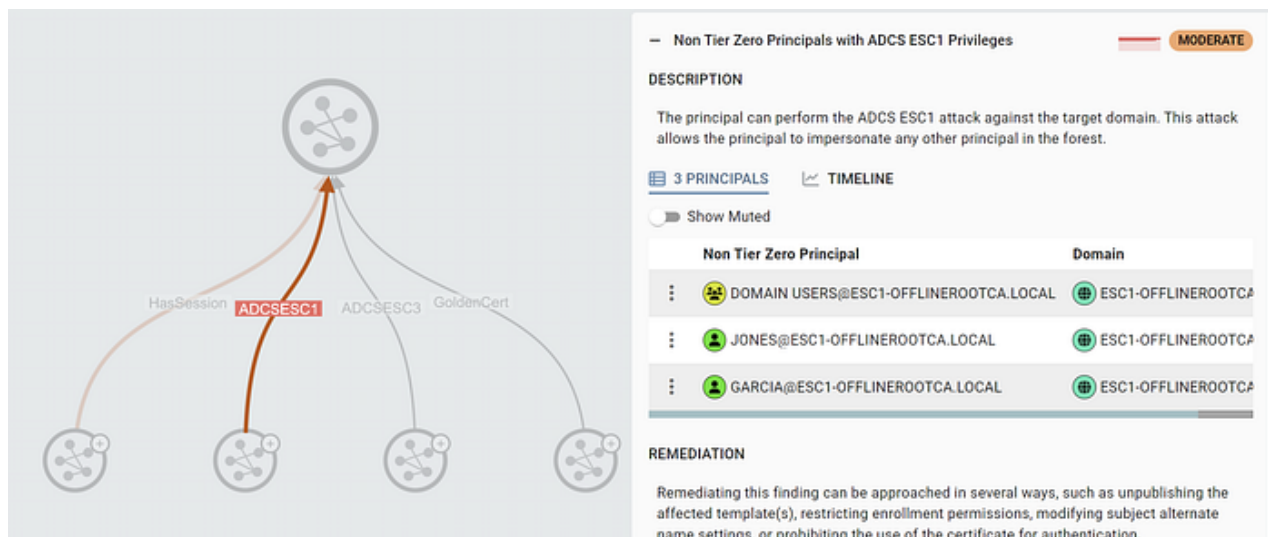 HasSession
ADCSESC1
ADCSESC3
GoldenCert
Non Tier Zero Principals with ADCS ESC1 Privileges
MODERATE
DESCRIPTION
The principal can perform the ADCS ESC1 attack against the target domain. This attack
allows the principal to impersonate any other principal in the forest.
3 PRINCIPALS
TIMELINE
Show Muted
Non Tier Zero Principal Domain
DOMAIN USERS@ESC1-OFFLINEROOTCA.LOCAL ESC1-OFFLINEROOTCA
JONES@ESC1-OFFLINEROOTCA.LOCAL ESC1-OFFLINEROOTCA
GARCIA@ESC1-OFFLINEROOTCA.LOCAL ESC1-OFFLINEROOTCA
REMEDIATION
Remediating this finding can be approached in several ways, such as unpublishing the
affected template(s), restricting enrollment permissions, modifying subject alternate
name settings, or prohibiting the use of the certificate for authentication